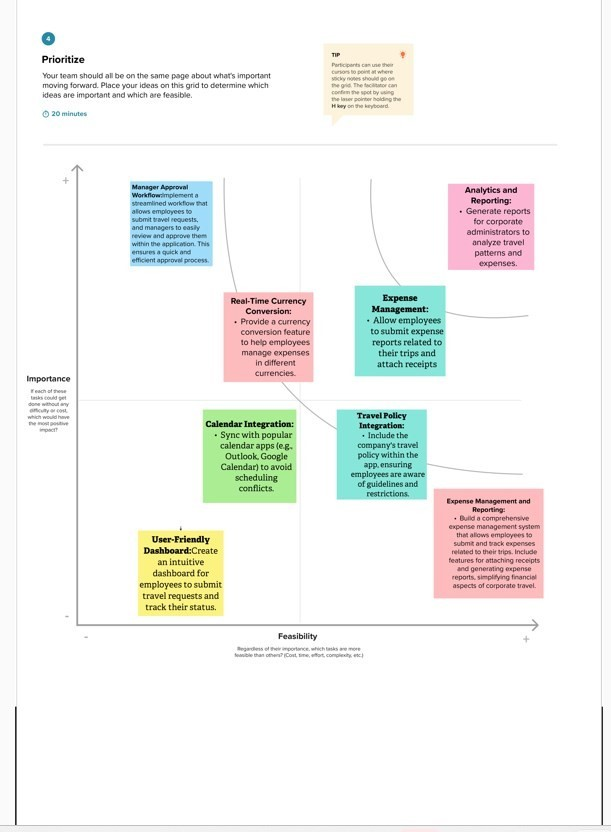 4
Prioritize
Your team should all be on the same page about what's important
moving forward. Place your ideas on this grid to determine which
ideas are important and which are feasible.
20 minutes
TIP
Participants can use their
cursors to point at where
sticky notes should go on
the grid. The facilitator can
confirm the spot by using
the laser pointer holding the
H key on the keyboard.
+
Manager Approval
Workflow:Implement a
streamlined workflow that
allows employees to
submit travel requests,
and managers to easily
review and approve them
within the application. This
ensures a quick and
efficient approval process.
Analytics and
Reporting:
• Generate reports
for corporate
administrators to
analyze travel
patterns and
expenses.
Real-Time Currency
Conversion:
• Provide a currency
conversion feature
to help employees
manage expenses
in different
currencies.
Expense
Management:
• Allow employees
to submit expense
reports related to
their trips and
attach receipts
Importance
If each of these
tasks could get
done without any
difficulty or cost,
which would have
the most positive
impact?
Calendar Integration:
• Sync with popular
calendar apps (e.g.,
Outlook, Google
Calendar) to avoid
scheduling
conflicts.
Travel Policy
Integration:
• Include the
company's travel
policy within the
app, ensuring
employees are aware
of guidelines and
restrictions.
Expense Management and
Reporting:
• Build a comprehensive
expense management system
that allows employees to
submit and track expenses
related to their trips. Include
features for attaching receipts
and generating expense
reports, simplifying financial
aspects of corporate travel.
User-Friendly
Dashboard:Create
an intuitive
dashboard for
employees to submit
travel requests and
track their status.
-
-
Feasibility
+
Regardless of their importance, which tasks are more
feasible than others? (Cost, time, effort, complexity, etc.)